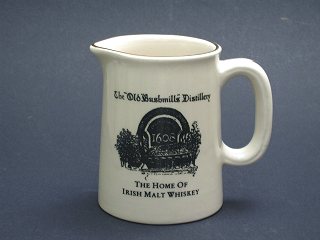 The "Old Bushmills" Distillery
1608
THE HOME OF
IRISH MALT WHISKEY